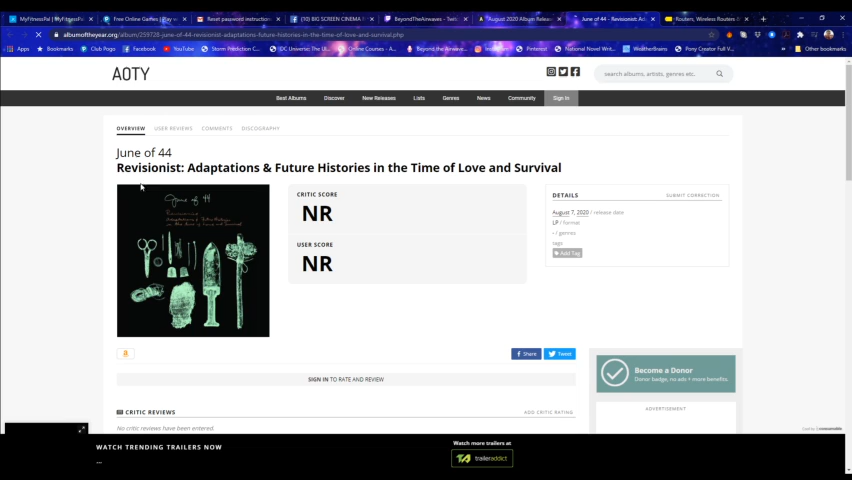 MyFitnessPal | MyFitnessPal
Free Online Games | Play
Reset password instruction
BIG SCREEN CINEMA
BeyondTheAirwaves - Twitc
August 2020 Album Releas
June of 44 - Revisionist: Ad
Routers, Wireless Routers &
albumoftheyear.org/album/259728-june-of-44-revisionist-adaptations-future-histories-in-the-time-of-love-and-survival.php
Apps
Bookmarks
Club Pogo
Facebook
YouTube
Storm Prediction C...
DC Universe: The Ul...
Online Courses - A...
Beyond the Airwave...
Instagram
Pinterest
National Novel Writ...
WeatherBrains
Pony Creator Full V...
Other bookmarks
AOTY
search albums, artists, genres, etc.
Best Albums
Discover
New Releases
Lists
Genres
News
Community
Sign In
OVERVIEW
USER REVIEWS
COMMENTS
DISCOGRAPHY
June of 44
Revisionist: Adaptations & Future Histories in the Time of Love and Survival
June of 44
CRITIC SCORE
NR
USER SCORE
NR
DETAILS
SUBMIT CORRECTION
August 7, 2020 / release date
LP / format
- / genres
tags
Add Tag
Share
Tweet
SIGN IN TO RATE AND REVIEW
Become a Donor
Donor badge, no ads + more benefits.
ADVERTISEMENT
CRITIC REVIEWS
ADD CRITIC RATING
No critic reviews have been entered.
WATCH TRENDING TRAILERS NOW
...
Watch more trailers at
traileraddict